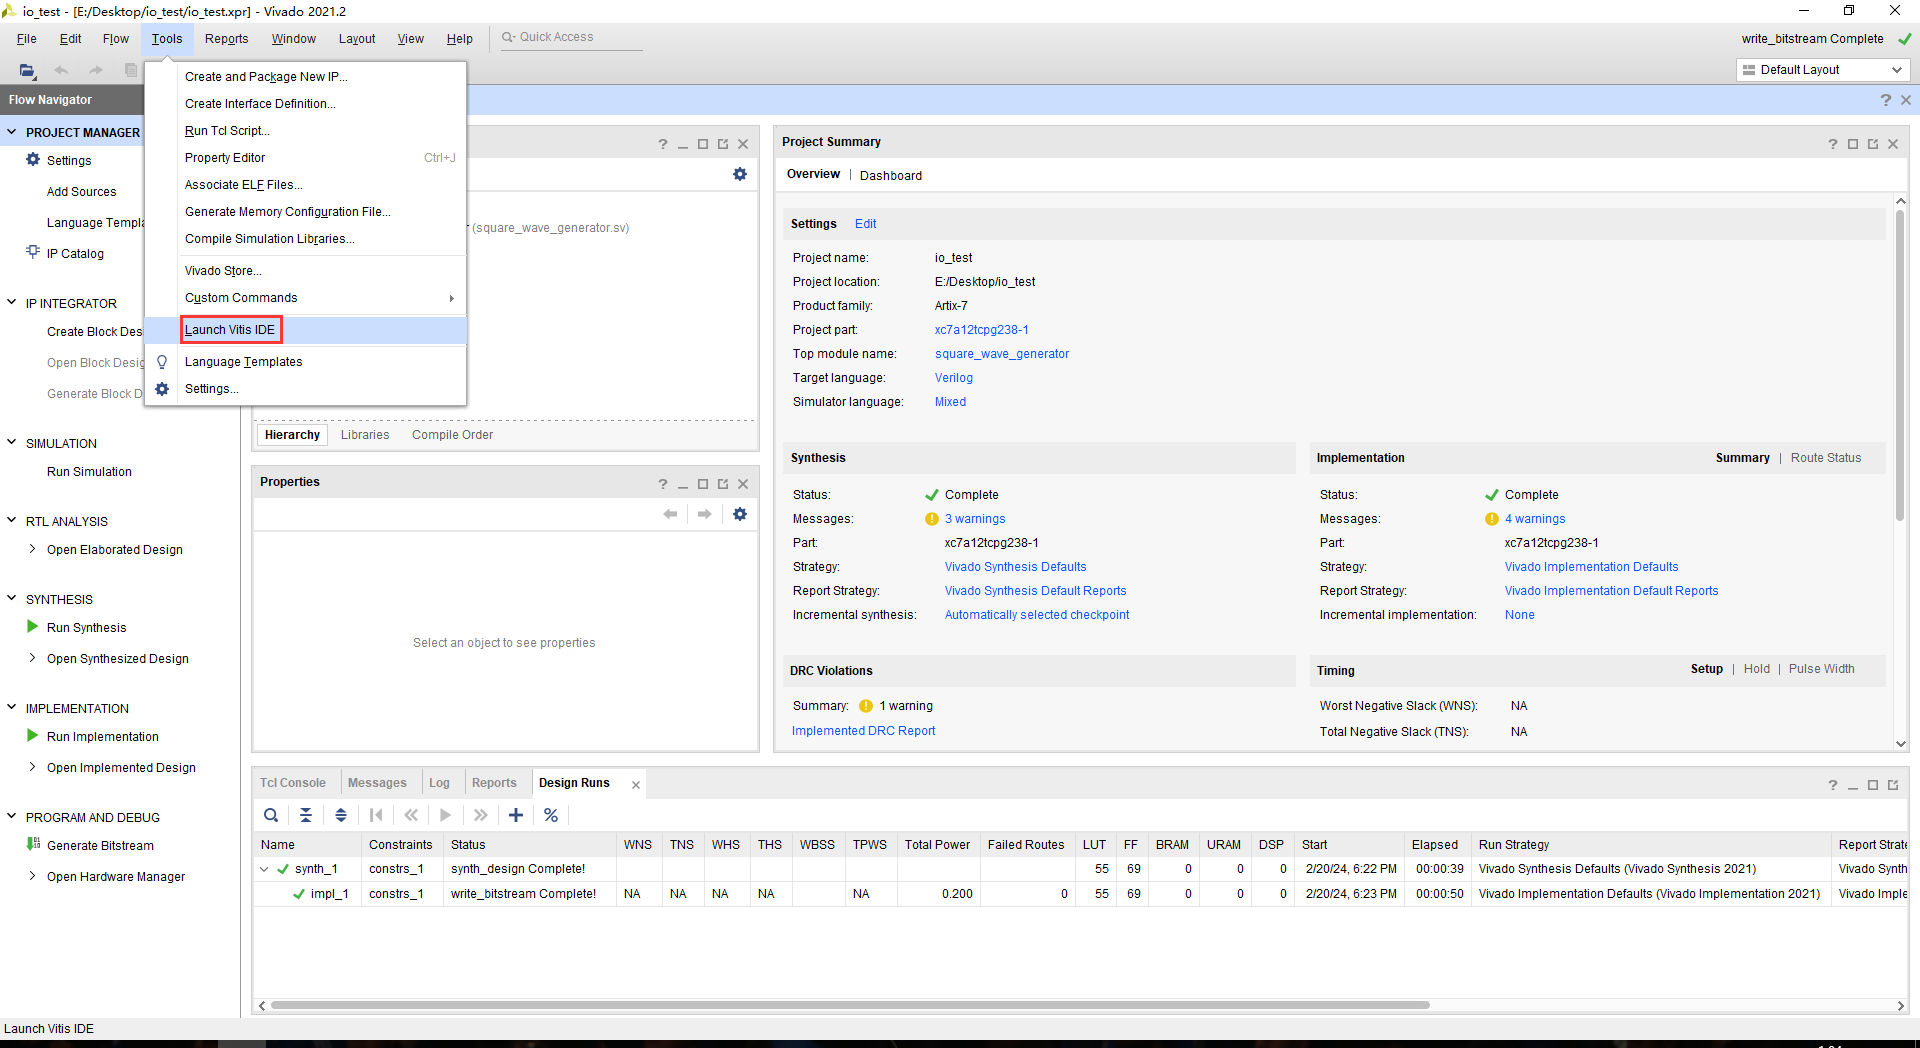 io_test - [E:/Desktop/io_test/io_test.xpr] - Vivado 2021.2
File Edit Flow Tools Reports Window Layout View Help Quick Access
write_bitstream Complete
Default Layout
Flow Navigator
PROJECT MANAGER
Settings
Add Sources
Language Templa
IP Catalog
IP INTEGRATOR
Create Block Des
Open Block Desig
Generate Block D
SIMULATION
Run Simulation
RTL ANALYSIS
Open Elaborated Design
SYNTHESIS
Run Synthesis
Open Synthesized Design
IMPLEMENTATION
Run Implementation
Open Implemented Design
PROGRAM AND DEBUG
Generate Bitstream
Open Hardware Manager
Create and Package New IP...
Create Interface Definition...
Run Tcl Script...
Property Editor Ctrl+J
Associate ELF Files...
Generate Memory Configuration File...
Compile Simulation Libraries...
Vivado Store...
Custom Commands
Launch Vitis IDE
Language Templates
Settings...
(square_wave_generator.sv)
Hierarchy Libraries Compile Order
Properties
Select an object to see properties
Project Summary
Overview | Dashboard
Settings Edit
Project name: io_test
Project location: E:/Desktop/io_test
Product family: Artix-7
Project part: xc7a12tcpg238-1
Top module name: square_wave_generator
Target language: Verilog
Simulator language: Mixed
Synthesis
Status: Complete
Messages: 3 warnings
Part: xc7a12tcpg238-1
Strategy: Vivado Synthesis Defaults
Report Strategy: Vivado Synthesis Default Reports
Incremental synthesis: Automatically selected checkpoint
Implementation Summary | Route Status
Status: Complete
Messages: 4 warnings
Part: xc7a12tcpg238-1
Strategy: Vivado Implementation Defaults
Report Strategy: Vivado Implementation Default Reports
Incremental implementation: None
DRC Violations
Summary: 1 warning
Implemented DRC Report
Timing Setup | Hold | Pulse Width
Worst Negative Slack (WNS): NA
Total Negative Slack (TNS): NA
Tcl Console Messages Log Reports Design Runs
Name Constraints Status WNS TNS WHS THS WBSS TPWS Total Power Failed Routes LUT FF BRAM URAM DSP Start Elapsed Run Strategy Report Strate
synth_1 constrs_1 synth_design Complete! 55 69 0 0 0 2/20/24, 6:22 PM 00:00:39 Vivado Synthesis Defaults (Vivado Synthesis 2021) Vivado Synth
impl_1 constrs_1 write_bitstream Complete! NA NA NA NA NA 0.200 0 55 69 0 0 0 2/20/24, 6:23 PM 00:00:50 Vivado Implementation Defaults (Vivado Implementation 2021) Vivado Imple
Launch Vitis IDE